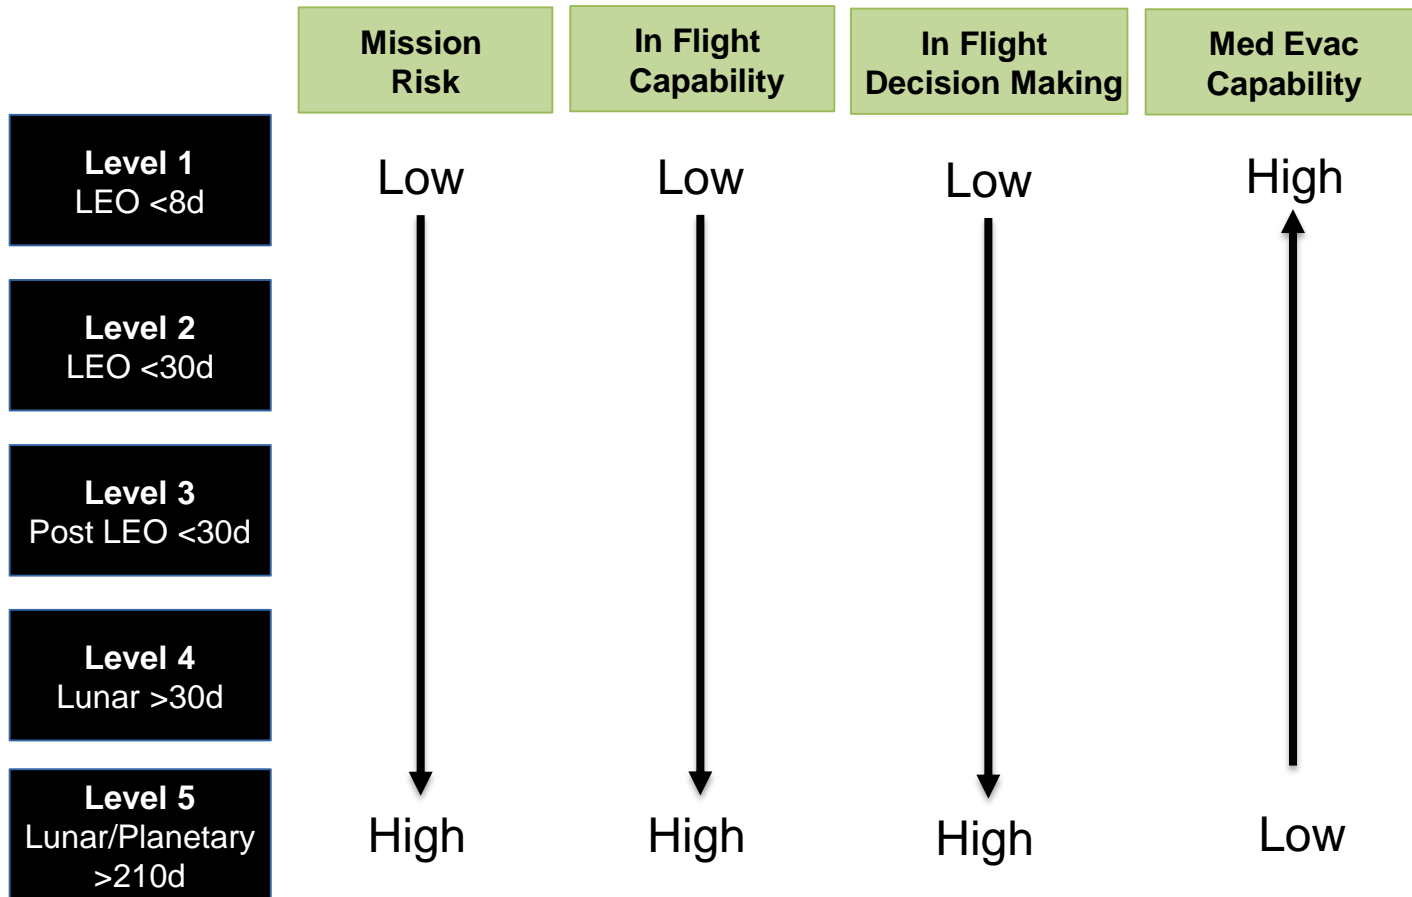 Mission
Risk
In Flight
Capability
In Flight
Decision Making
Med Evac
Capability
Level 1
LEO <8d
Low
Low
Low
High
Level 2
LEO <30d
Level 3
Post LEO <30d
Level 4
Lunar >30d
Level 5
Lunar/Planetary
>210d
High
High
High
Low